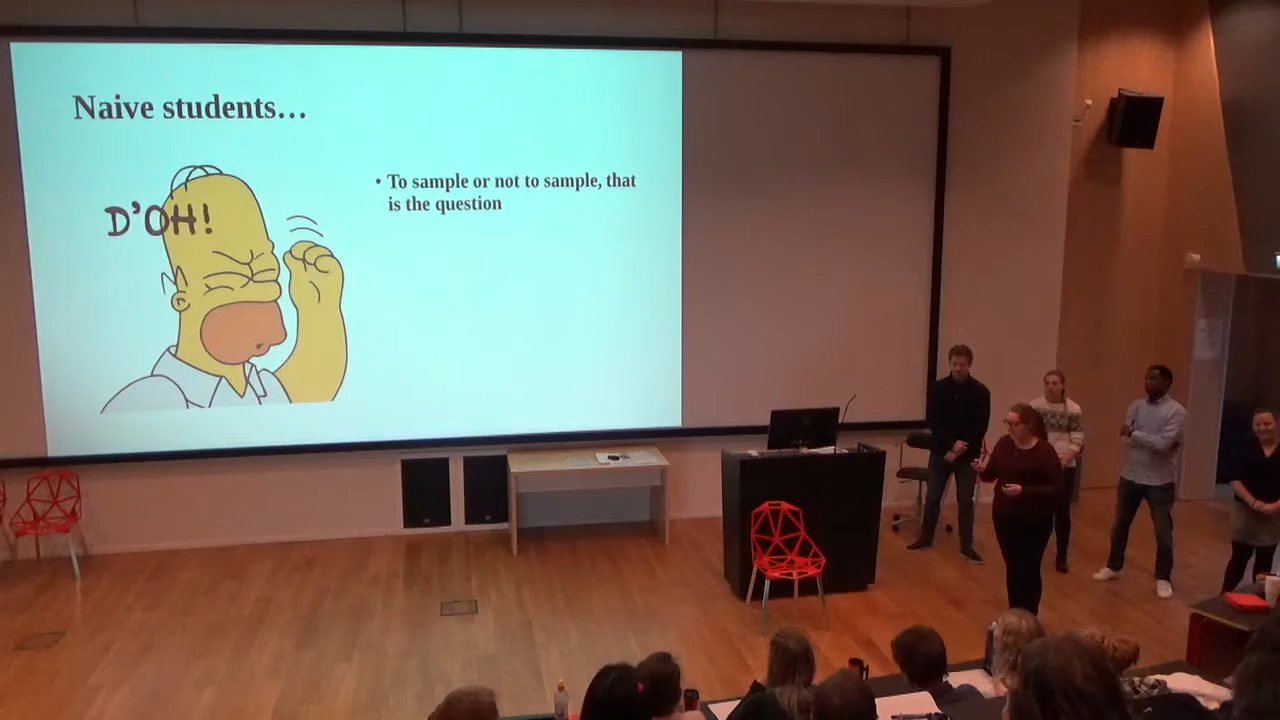 Naive students…
D'OH!
• To sample or not to sample, that
is the question